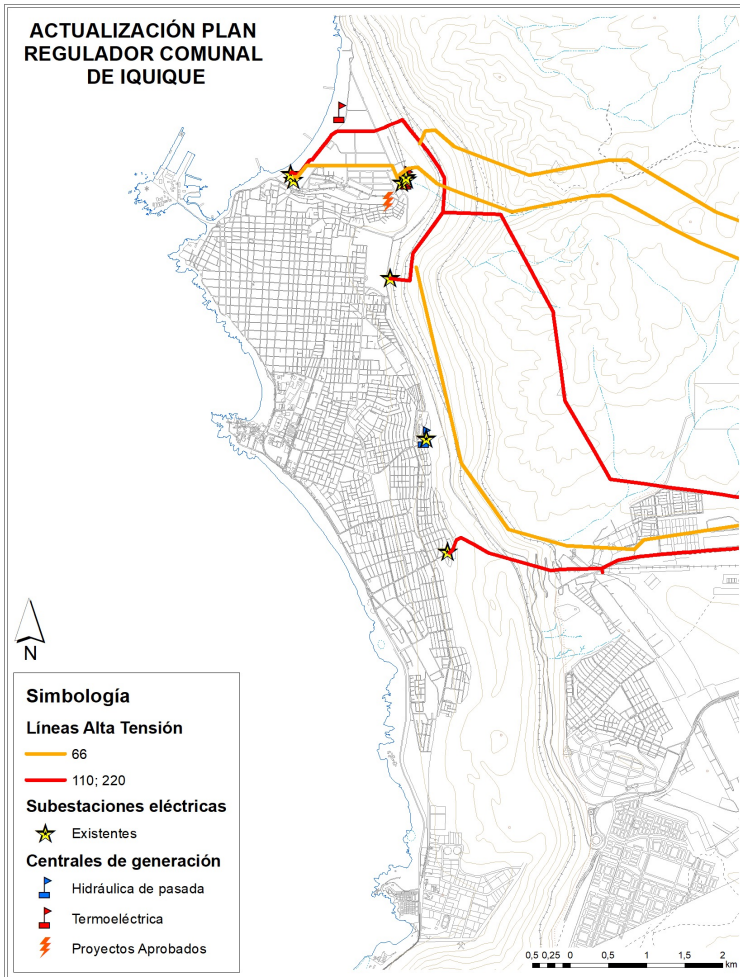 ACTUALIZACIÓN PLAN
REGULADOR COMUNAL
DE IQUIQUE
N
Simbología
Líneas Alta Tensión
66
110; 220
Subestaciones eléctricas
Existentes
Centrales de generación
Hidráulica de pasada
Termoeléctrica
Proyectos Aprobados
0,5 0,25 0 0,5 1 1,5 2
km